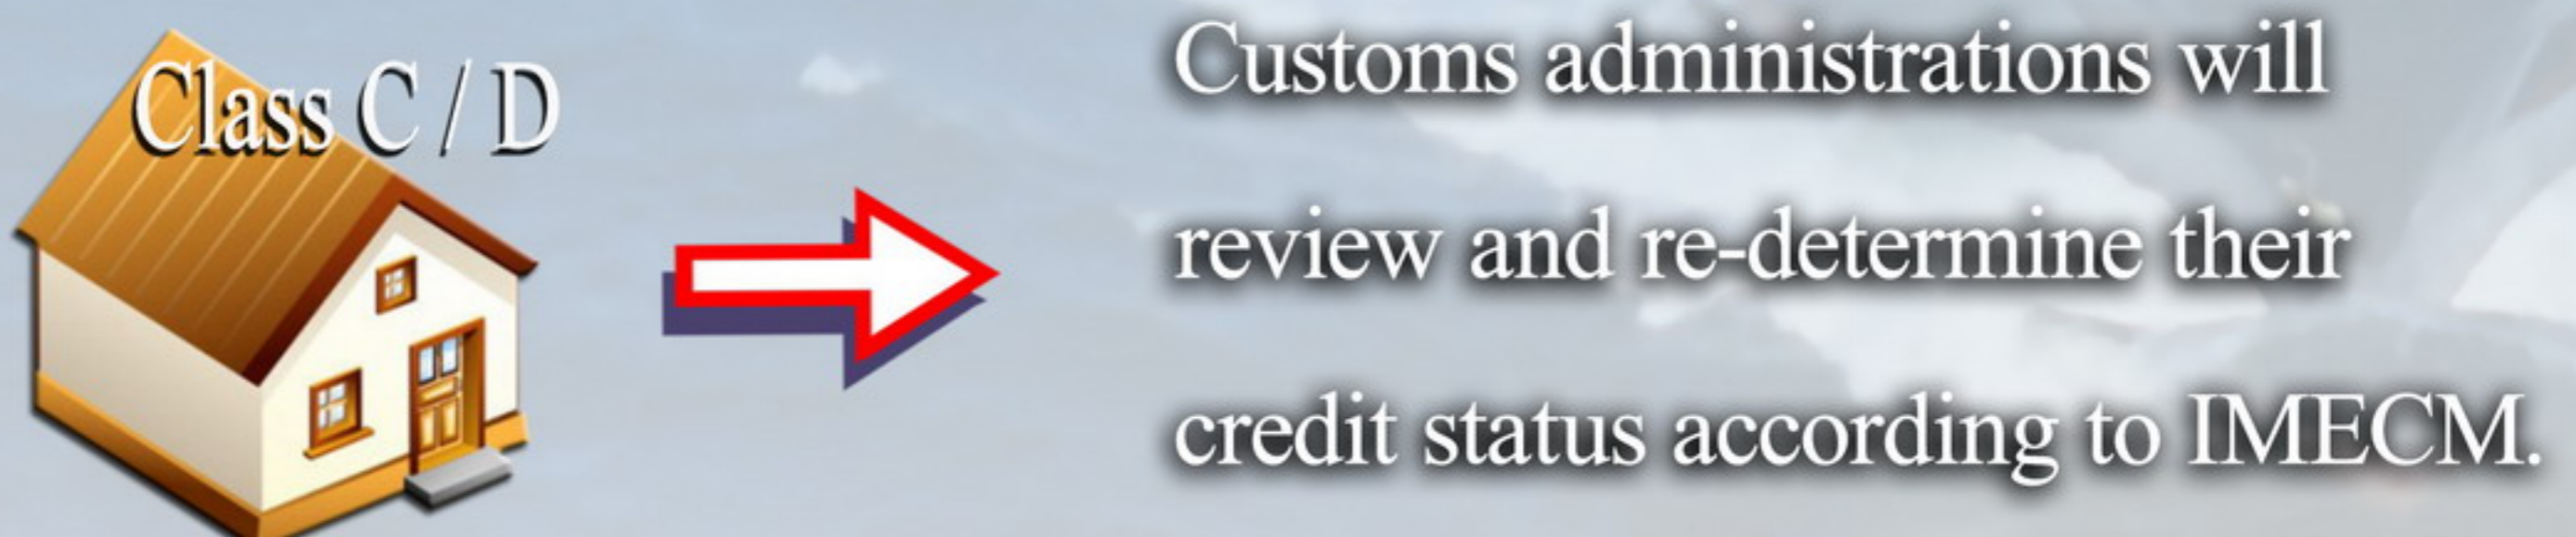 Class C / D
Customs administrations will
review and re-determine their
credit status according to IMECM.